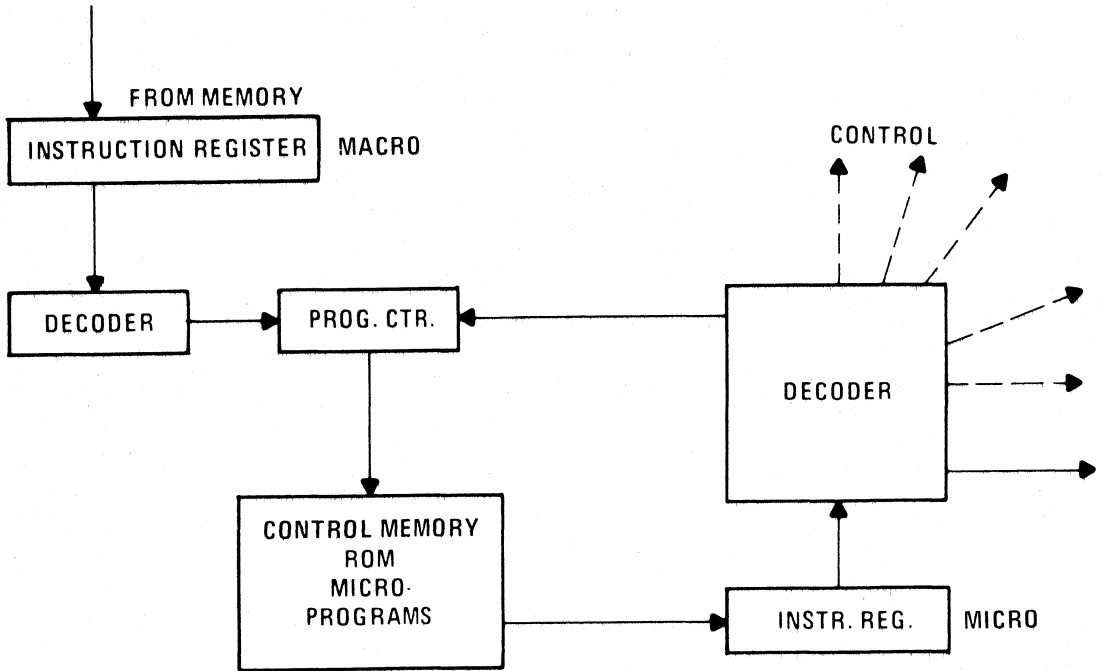 FROM MEMORY
INSTRUCTION REGISTER
MACRO
CONTROL
DECODER
PROG. CTR.
DECODER
CONTROL MEMORY
ROM
MICRO-
PROGRAMS
INSTR. REG.
MICRO